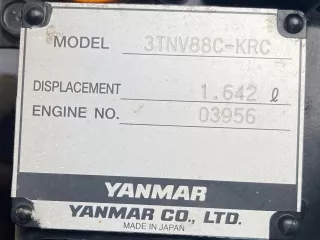 MODEL 3TNV88C-KRC
DISPLACEMENT 1.642 ℓ
ENGINE NO. 03956
YANMAR
YANMAR CO., LTD.
MADE IN JAPAN